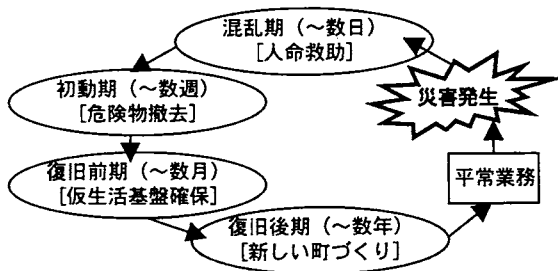 混乱期（～数日）
[人命救助]
初動期（～数週）
[危険物撤去]
災害発生
復旧前期（～数月）
[仮生活基盤確保]
平常業務
復旧後期（～数年）
[新しい町づくり]